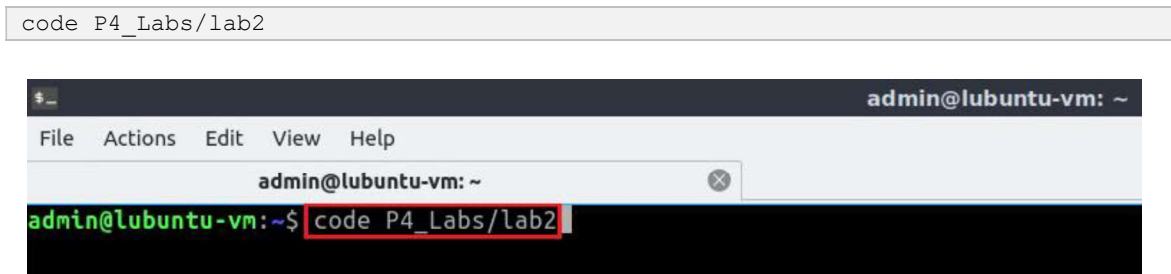 code P4_Labs/lab2
$_
admin@lubuntu-vm: ~
File Actions Edit View Help
admin@lubuntu-vm: ~
admin@lubuntu-vm:~$ code P4_Labs/lab2